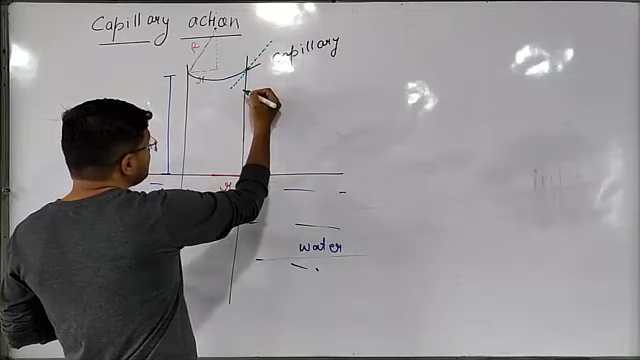 Capillary action
R
Capillary
r
r
water